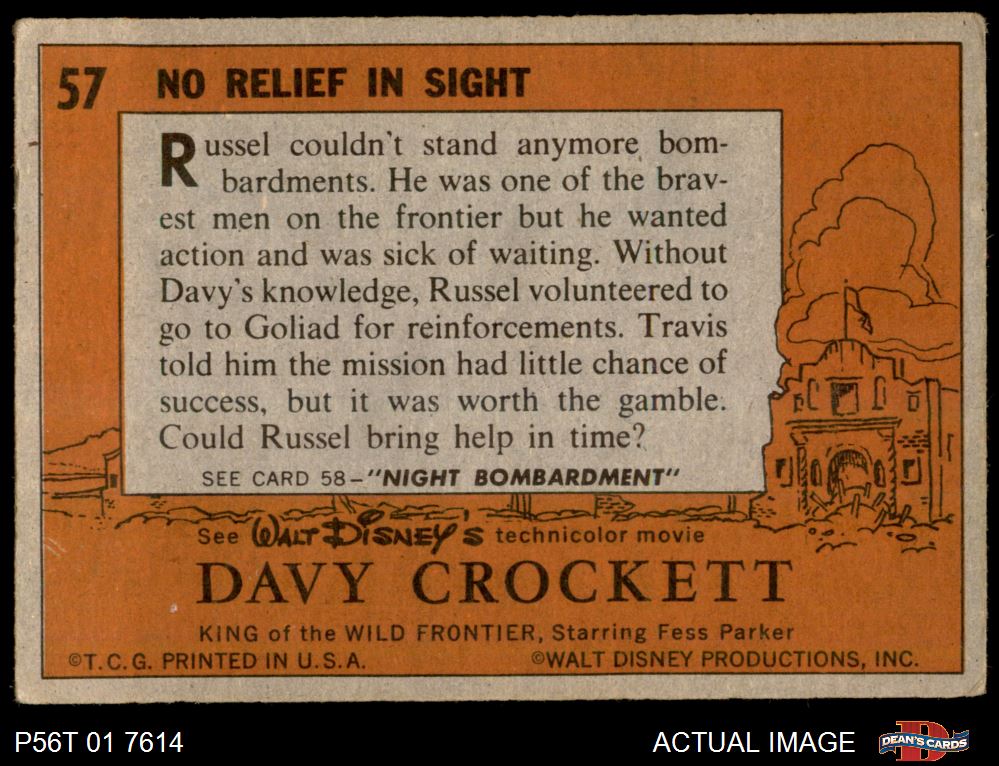 57 NO RELIEF IN SIGHT
Russel couldn't stand anymore bom-
bardments. He was one of the brav-
est men on the frontier but he wanted
action and was sick of waiting. Without
Davy's knowledge, Russel volunteered to
go to Goliad for reinforcements. Travis
told him the mission had little chance of
success, but it was worth the gamble.
Could Russel bring help in time?
SEE CARD 58-"NIGHT BOMBARDMENT"
See WALT DISNEY'S technicolor movie
DAVY CROCKETT
KING of the WILD FRONTIER, Starring Fess Parker
©T.C.G. PRINTED IN U.S.A. ©WALT DISNEY PRODUCTIONS, INC.
P56T 01 7614 ACTUAL IMAGE DEAN'S CARDS